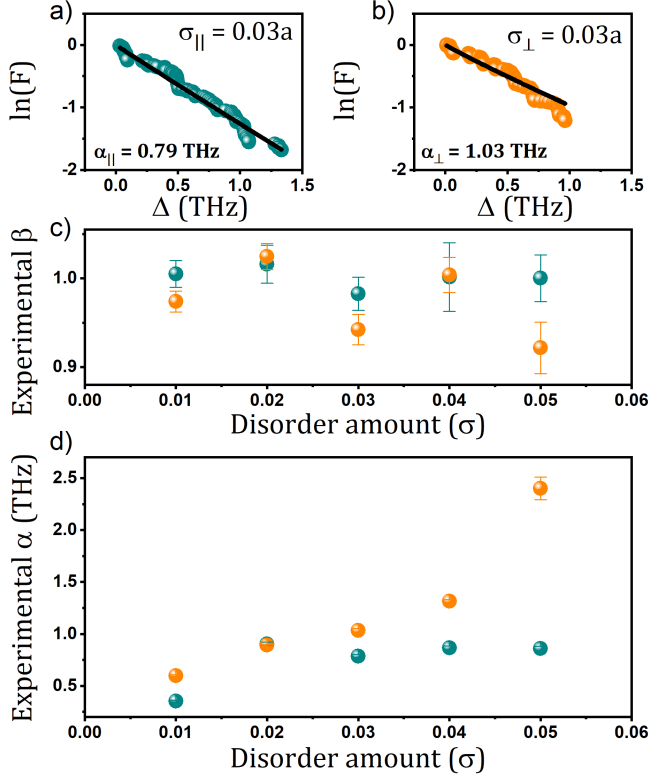 a)
σ|| = 0.03a
ln(F)
0
-1
-2
α|| = 0.79 THz
0.0 0.5 1.0 1.5
Δ (THz)
b)
σ⊥ = 0.03a
ln(F)
0
-1
-2
α⊥ = 1.03 THz
0.0 0.5 1.0 1.5
Δ (THz)
c)
Experimental β
1.0
0.9
0.00 0.01 0.02 0.03 0.04 0.05 0.06
Disorder amount (σ)
d)
Experimental α (THz)
2.5
2.0
1.5
1.0
0.5
0.00 0.01 0.02 0.03 0.04 0.05 0.06
Disorder amount (σ)